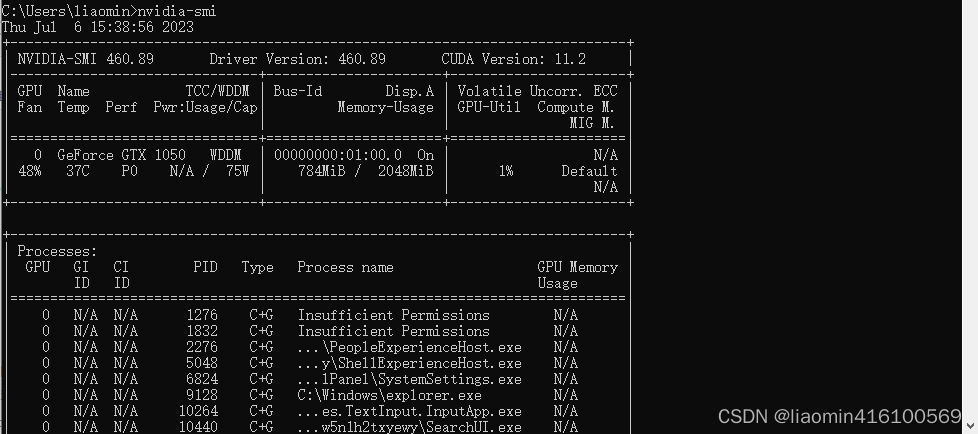 C:\Users\liaomin>nvidia-smi
Thu Jul  6 15:38:56 2023
NVIDIA-SMI 460.89       Driver Version: 460.89       CUDA Version: 11.2
GPU  Name            TCC/WDDM | Bus-Id        Disp.A | Volatile Uncorr. ECC
Fan  Temp  Perf  Pwr:Usage/Cap|         Memory-Usage | GPU-Util  Compute M.
MIG M.
0  GeForce GTX 1050   WDDM  | 00000000:01:00.0  On |                  N/A
48%   37C    P0    N/A /  75W |    784MiB /  2048MiB |      1%      Default
N/A
Processes:
GPU   GI   CI        PID   Type   Process name                  GPU Memory
ID   ID                                                   Usage
0   N/A  N/A      1276    C+G   Insufficient Permissions        N/A
0   N/A  N/A      1832    C+G   Insufficient Permissions        N/A
0   N/A  N/A      2276    C+G   ...\PeopleExperienceHost.exe    N/A
0   N/A  N/A      5048    C+G   ...y\ShellExperienceHost.exe    N/A
0   N/A  N/A      6824    C+G   ...lPanel\SystemSettings.exe    N/A
0   N/A  N/A      9128    C+G   C:\Windows\explorer.exe         N/A
0   N/A  N/A     10264    C+G   ...es.TextInput.InputApp.exe    N/A
0   N/A  N/A     10440    C+G   ...w5n1h2txyewy\SearchUI.exe    N/A
CSDN @liaomin416100569